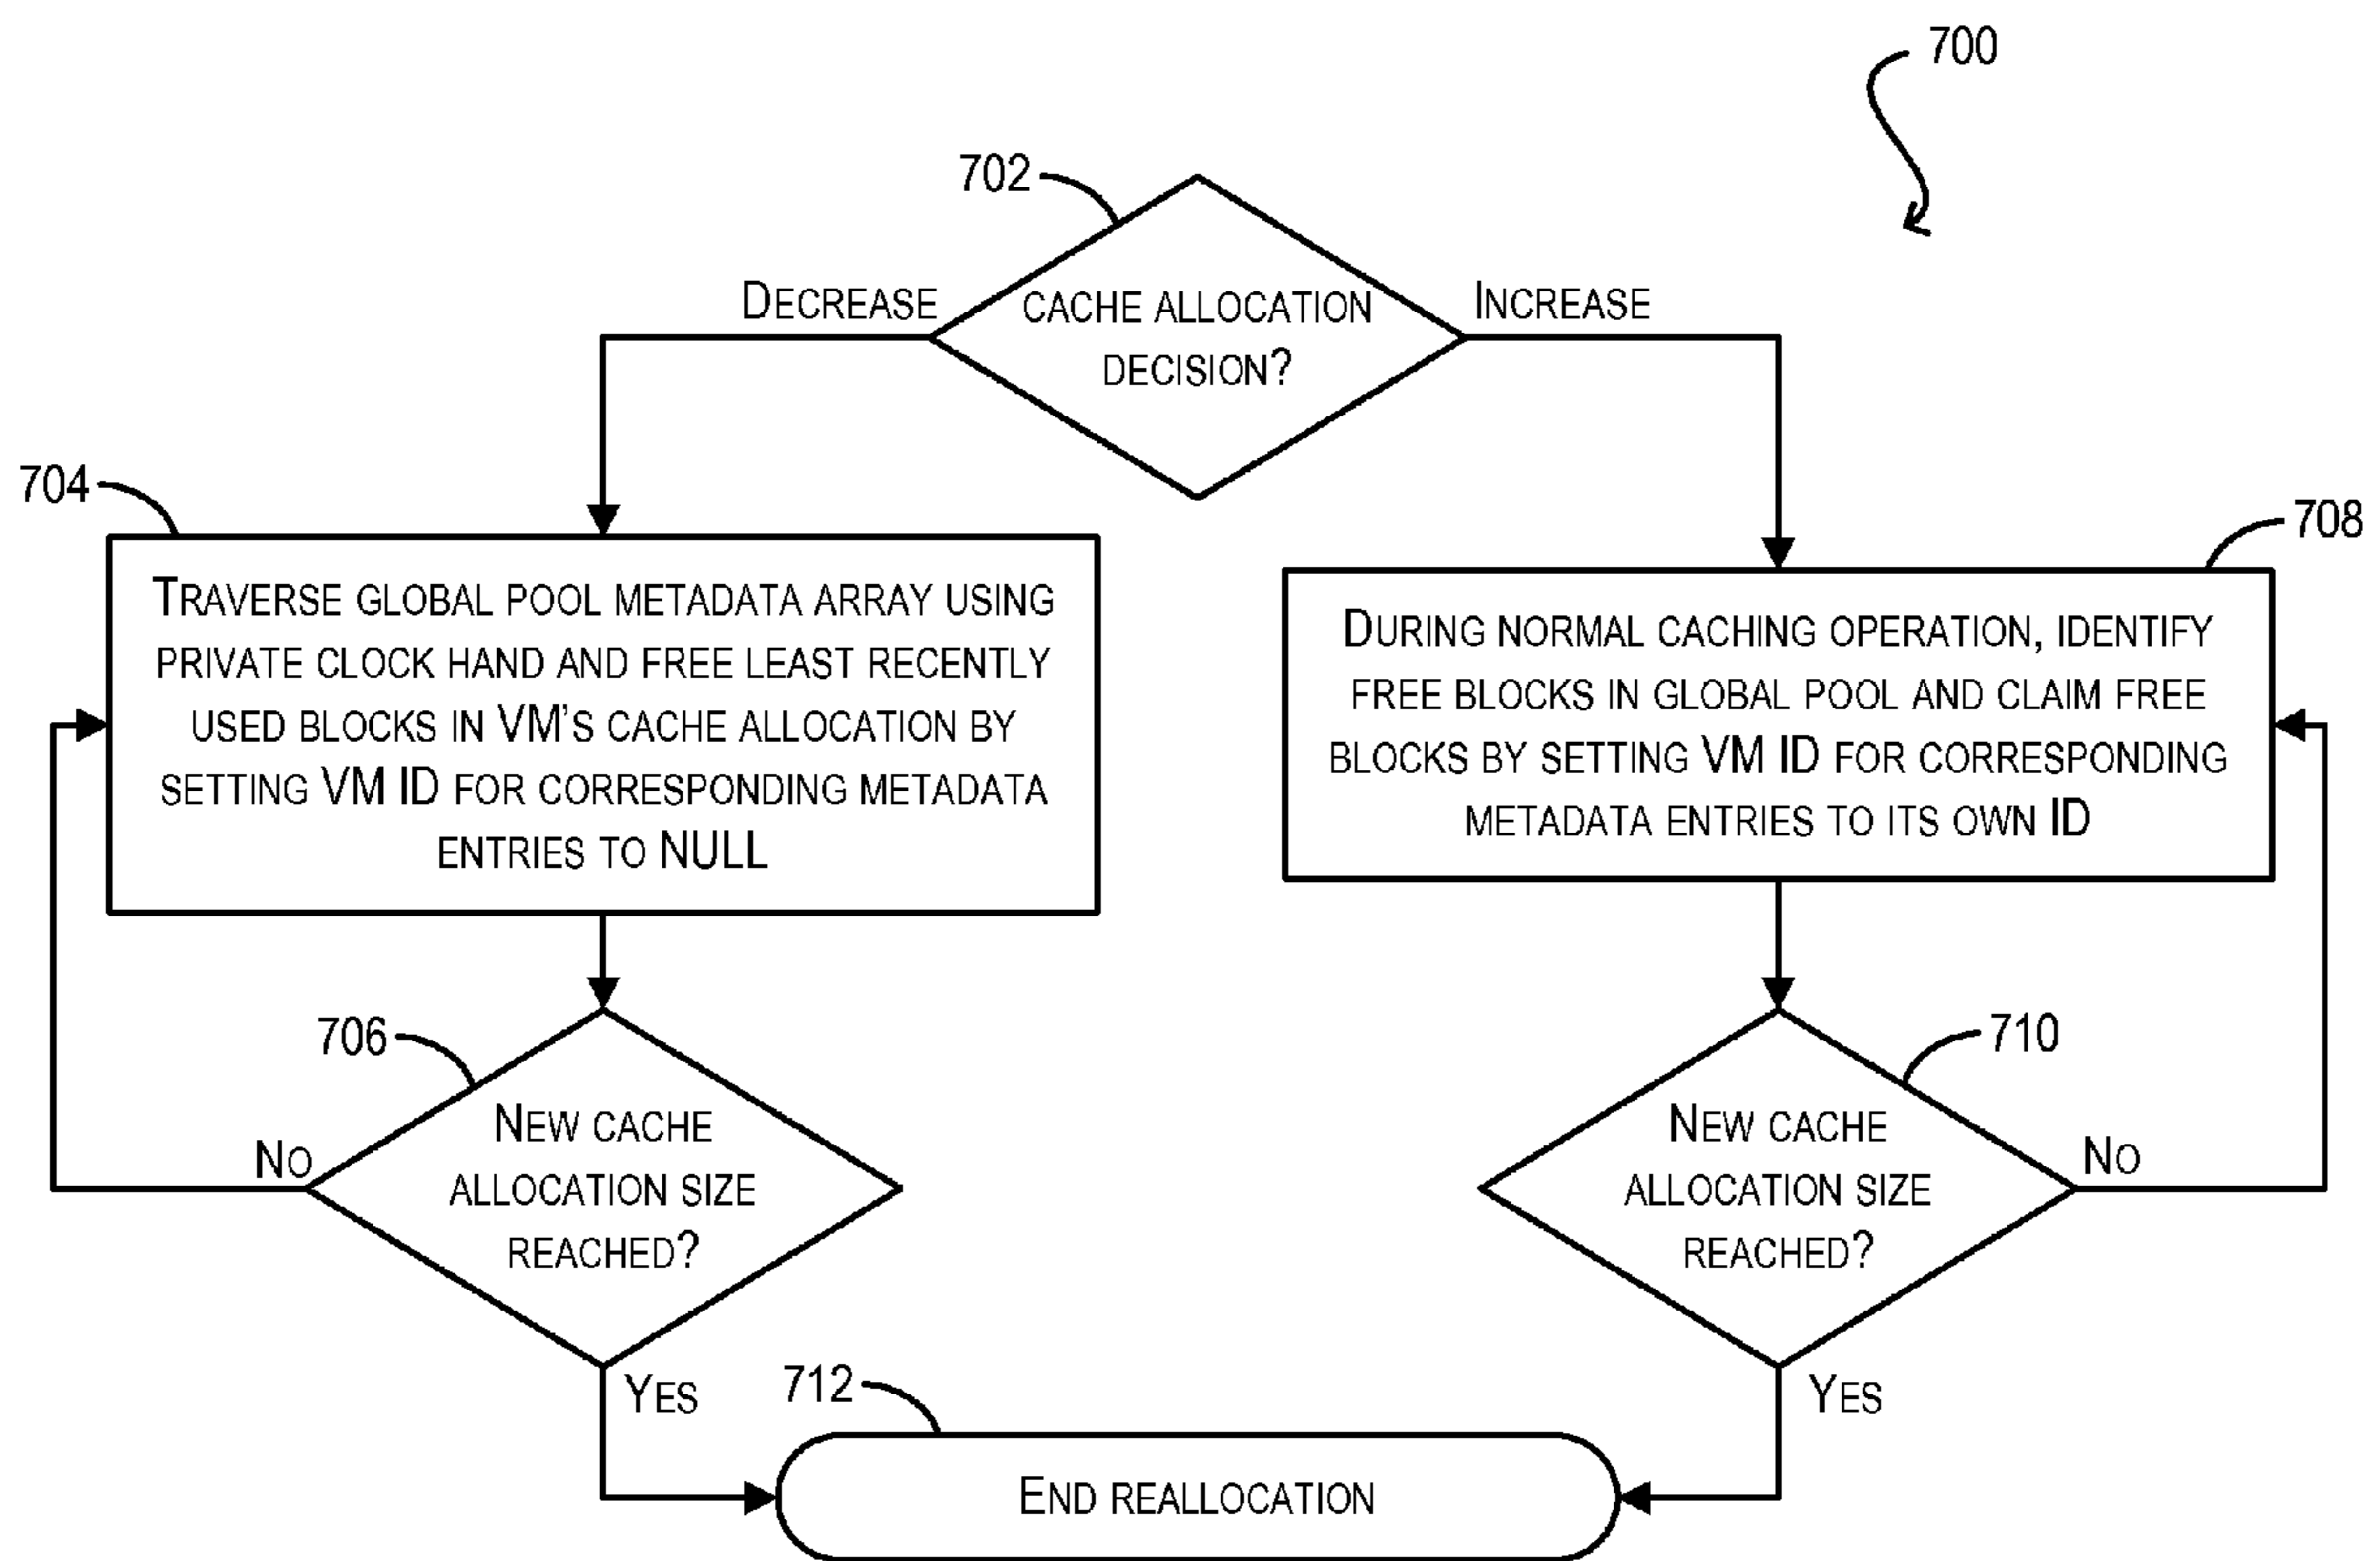 700
702
DECREASE
CACHE ALLOCATION
DECISION?
INCREASE
704
TRAVERSE GLOBAL POOL METADATA ARRAY USING
PRIVATE CLOCK HAND AND FREE LEAST RECENTLY
USED BLOCKS IN VM'S CACHE ALLOCATION BY
SETTING VM ID FOR CORRESPONDING METADATA
ENTRIES TO NULL
708
DURING NORMAL CACHING OPERATION, IDENTIFY
FREE BLOCKS IN GLOBAL POOL AND CLAIM FREE
BLOCKS BY SETTING VM ID FOR CORRESPONDING
METADATA ENTRIES TO ITS OWN ID
706
NEW CACHE
ALLOCATION SIZE
REACHED?
NO
YES
710
NEW CACHE
ALLOCATION SIZE
REACHED?
NO
YES
712
END REALLOCATION